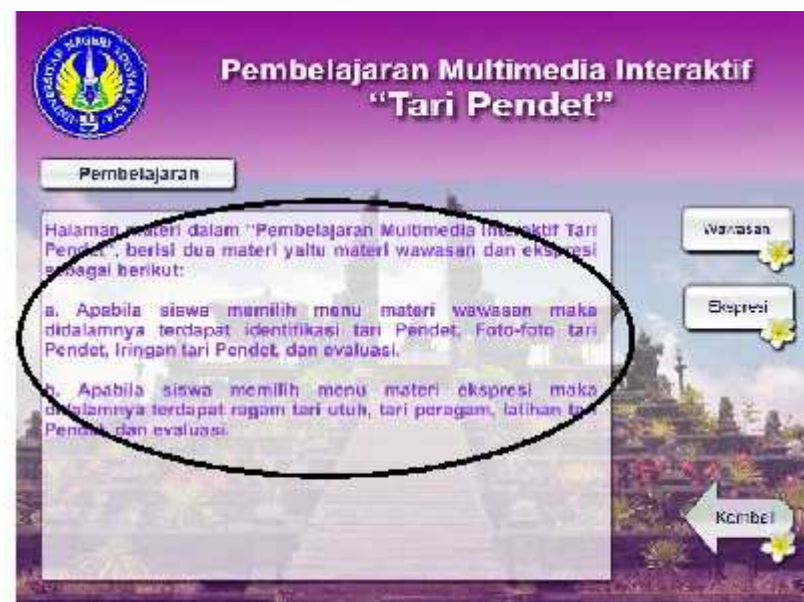 Pembelajaran Multimedia Interaktif
“Tari Pendet”
Pembelajaran
Halaman materi dalam "Pembelajaran Multimedia Interaktif Tari
Pendet", berisi dua materi yaitu materi wawasan dan ekspresi
sebagai berikut:
a. Apabila siswa memilih menu materi wawasan maka
didalamnya terdapat identifikasi tari Pendet, Foto-foto tari
Pendet, Iringan tari Pendet, dan evaluasi.
b. Apabila siswa memilih menu materi ekspresi maka
didalamnya terdapat ragam tari utuh, tari peragam, latihan tari
Pendet, dan evaluasi.
Wawasan
Ekspresi
Kembali